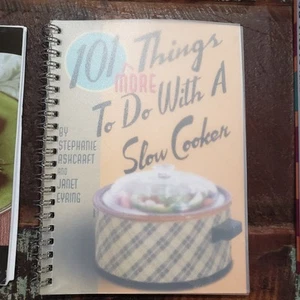 101 Things
MORE
To Do With A
Slow Cooker
BY
STEPHANIE
ASHCRAFT
AND
JANET
EYRING